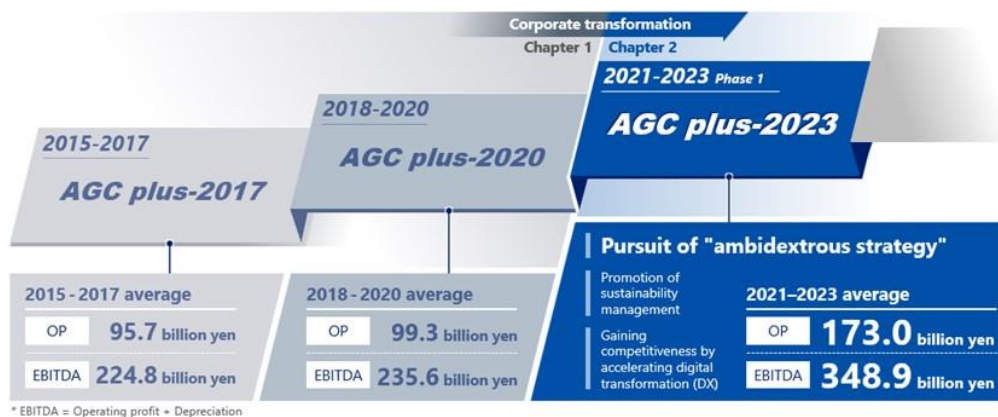 Corporate transformation
Chapter 1
Chapter 2
2015-2017
AGC plus-2017
2018-2020
AGC plus-2020
2021-2023 Phase 1
AGC plus-2023
2015 - 2017 average
OP 95.7 billion yen
EBITDA 224.8 billion yen
2018 - 2020 average
OP 99.3 billion yen
EBITDA 235.6 billion yen
Pursuit of "ambidextrous strategy"
Promotion of
sustainability
management
Gaining
competitiveness by
accelerating digital
transformation (DX)
2021–2023 average
OP 173.0 billion yen
EBITDA 348.9 billion yen
* EBITDA = Operating profit + Depreciation